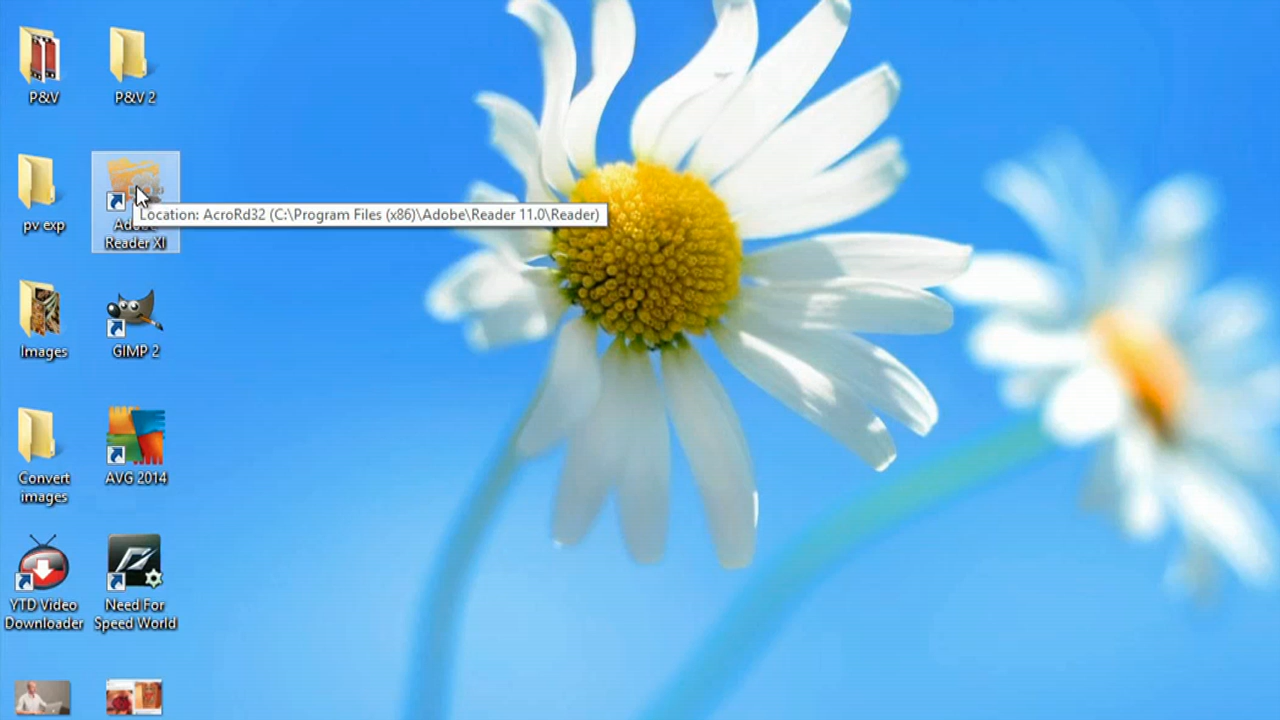 P&V
P&V 2
pv exp
Location: AcroRd32 (C:\Program Files (x86)\Adobe\Reader 11.0\Reader)
Adobe
Reader XI
Images
GIMP 2
Convert
images
AVG 2014
YTD Video
Downloader
Need For
Speed World